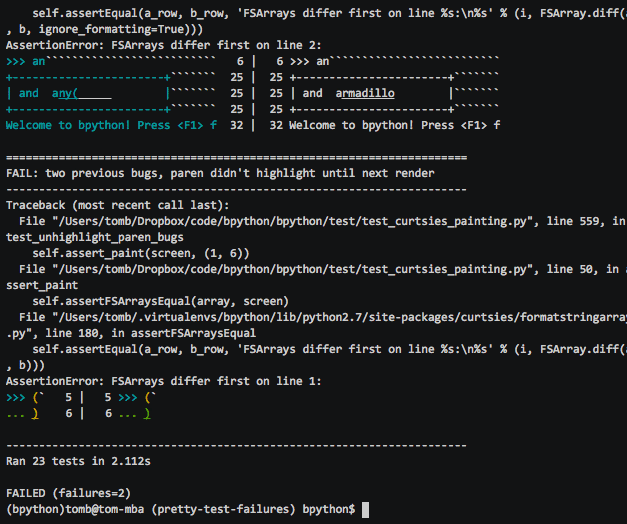 self.assertEqual(a_row, b_row, 'FSArrays differ first on line %s:\n%s' % (i, FSArray.diff(a
, b, ignore_formatting=True)))
AssertionError: FSArrays differ first on line 2:
>>> an``````````````````````````  6 |   6 >>> an``````````````````````````
+-----------------------+```````  25 |  25 +-----------------------+```````
| and  any(_____        |```````  25 |  25 | and  armadillo        |```````
+-----------------------+```````  25 |  25 +-----------------------+```````
Welcome to bpython! Press <F1> f  32 |  32 Welcome to bpython! Press <F1> f
======================================================================
FAIL: two previous bugs, paren didn't highlight until next render
----------------------------------------------------------------------
Traceback (most recent call last):
  File "/Users/tomb/Dropbox/code/bpython/bpython/test/test_curtsies_painting.py", line 559, in
test_unhighlight_paren_bugs
    self.assert_paint(screen, (1, 6))
  File "/Users/tomb/Dropbox/code/bpython/bpython/test/test_curtsies_painting.py", line 50, in a
ssert_paint
    self.assertFSArraysEqual(array, screen)
  File "/Users/tomb/.virtualenvs/bpython/lib/python2.7/site-packages/curtsies/formatstringarray
.py", line 180, in assertFSArraysEqual
    self.assertEqual(a_row, b_row, 'FSArrays differ first on line %s:\n%s' % (i, FSArray.diff(a
, b)))
AssertionError: FSArrays differ first on line 1:
>>> (`   5 |   5 >>> (`
... )    6 |   6 ... )
----------------------------------------------------------------------
Ran 23 tests in 2.112s
FAILED (failures=2)
(bpython)tomb@tom-mba (pretty-test-failures) bpython$